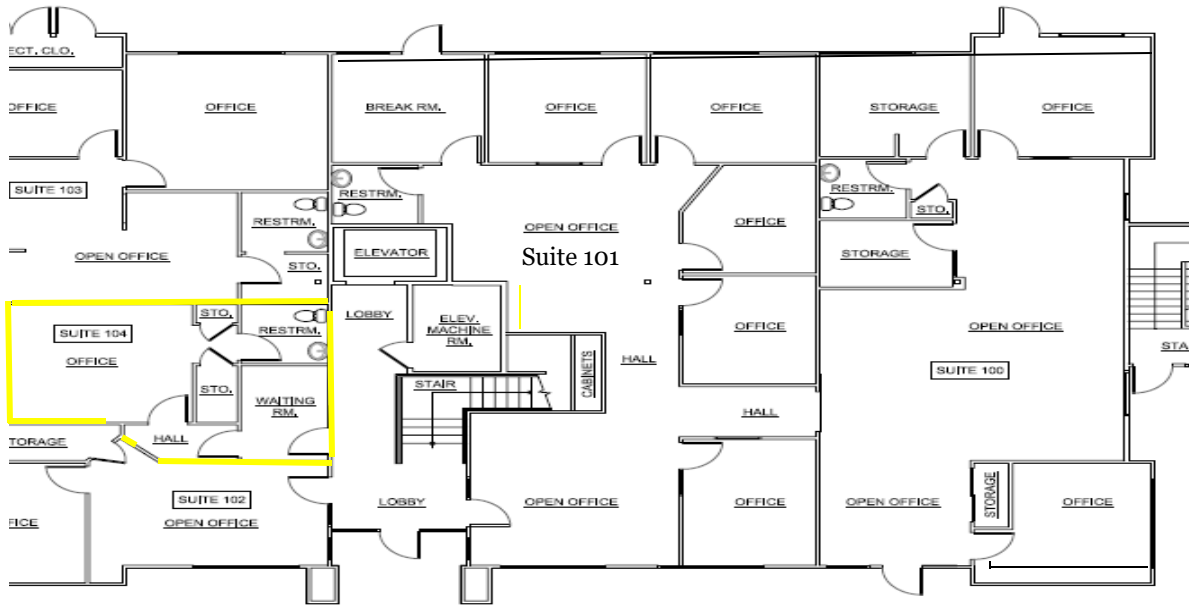 ECT. CLO.
OFFICE
OFFICE
BREAK RM.
OFFICE
OFFICE
STORAGE
OFFICE
SUITE 103
RESTRM.
RESTRM.
RESTRM.
STO.
OPEN OFFICE
OFFICE
OPEN OFFICE
ELEVATOR
Suite 101
STORAGE
STO.
SUITE 104
OFFICE
STO.
RESTRM.
LOBBY
ELEV.
MACHINE
RM.
OFFICE
OPEN OFFICE
HALL
CABINETS
STA
SUITE 100
STO.
WAITING
RM.
STAIR
HALL
TORAGE
HALL
SUITE 102
OPEN OFFICE
FICE
LOBBY
OPEN OFFICE
OFFICE
OPEN OFFICE
STORAGE
OFFICE